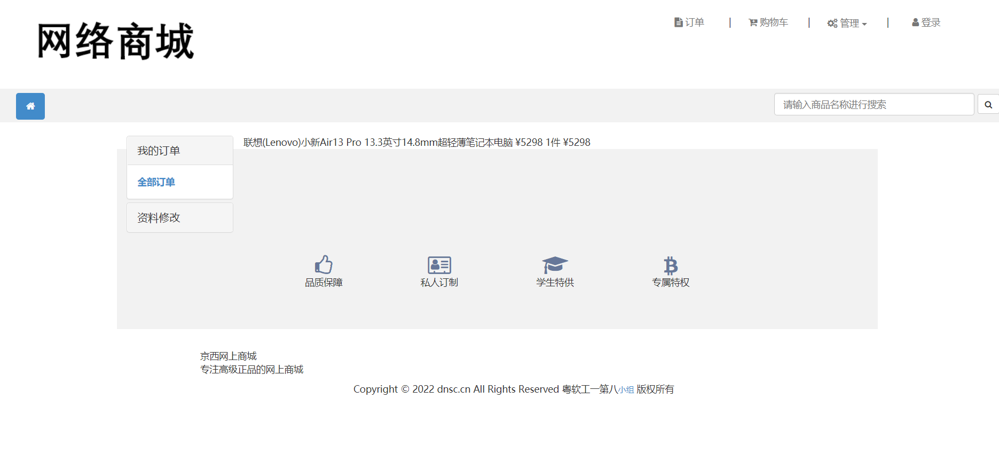 网络商城
订单 | 购物车 | 管理 | 登录
请输入商品名称进行搜索
我的订单
全部订单
资料修改
联想(Lenovo)小新Air13 Pro 13.3英寸14.8mm超轻薄笔记本电脑 ¥5298 1件 ¥5298
品质保障
私人订制
学生特供
专属特权
京西网上商城
专注高级正品的网上商城
Copyright © 2022 dnsc.cn All Rights Reserved 粤软工一第八小组 版权所有